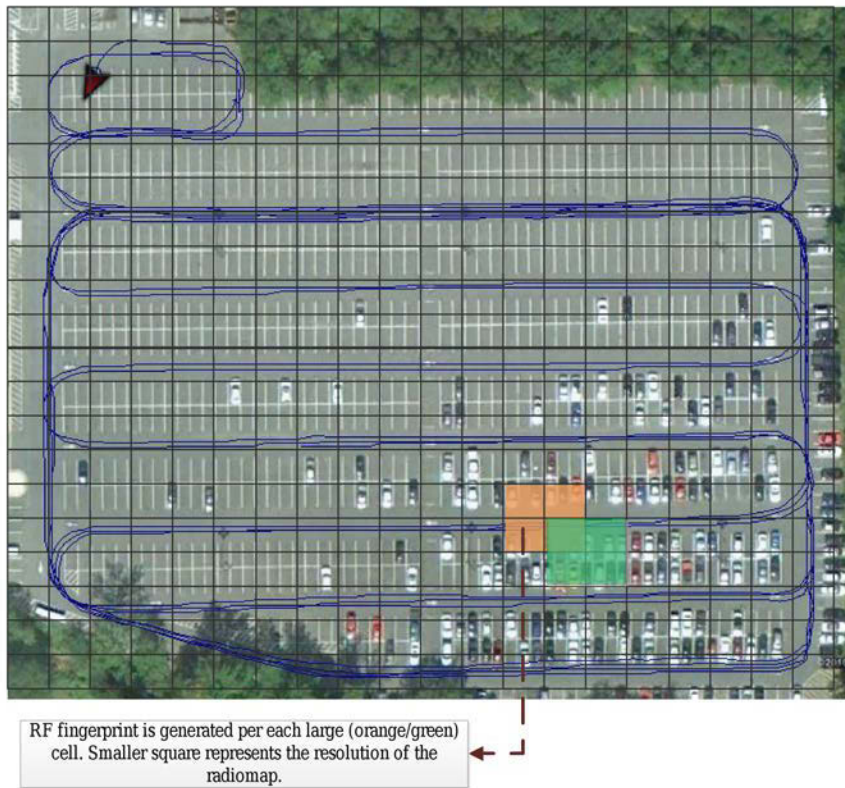 RF fingerprint is generated per each large (orange/green)
cell. Smaller square represents the resolution of the
radiomap.